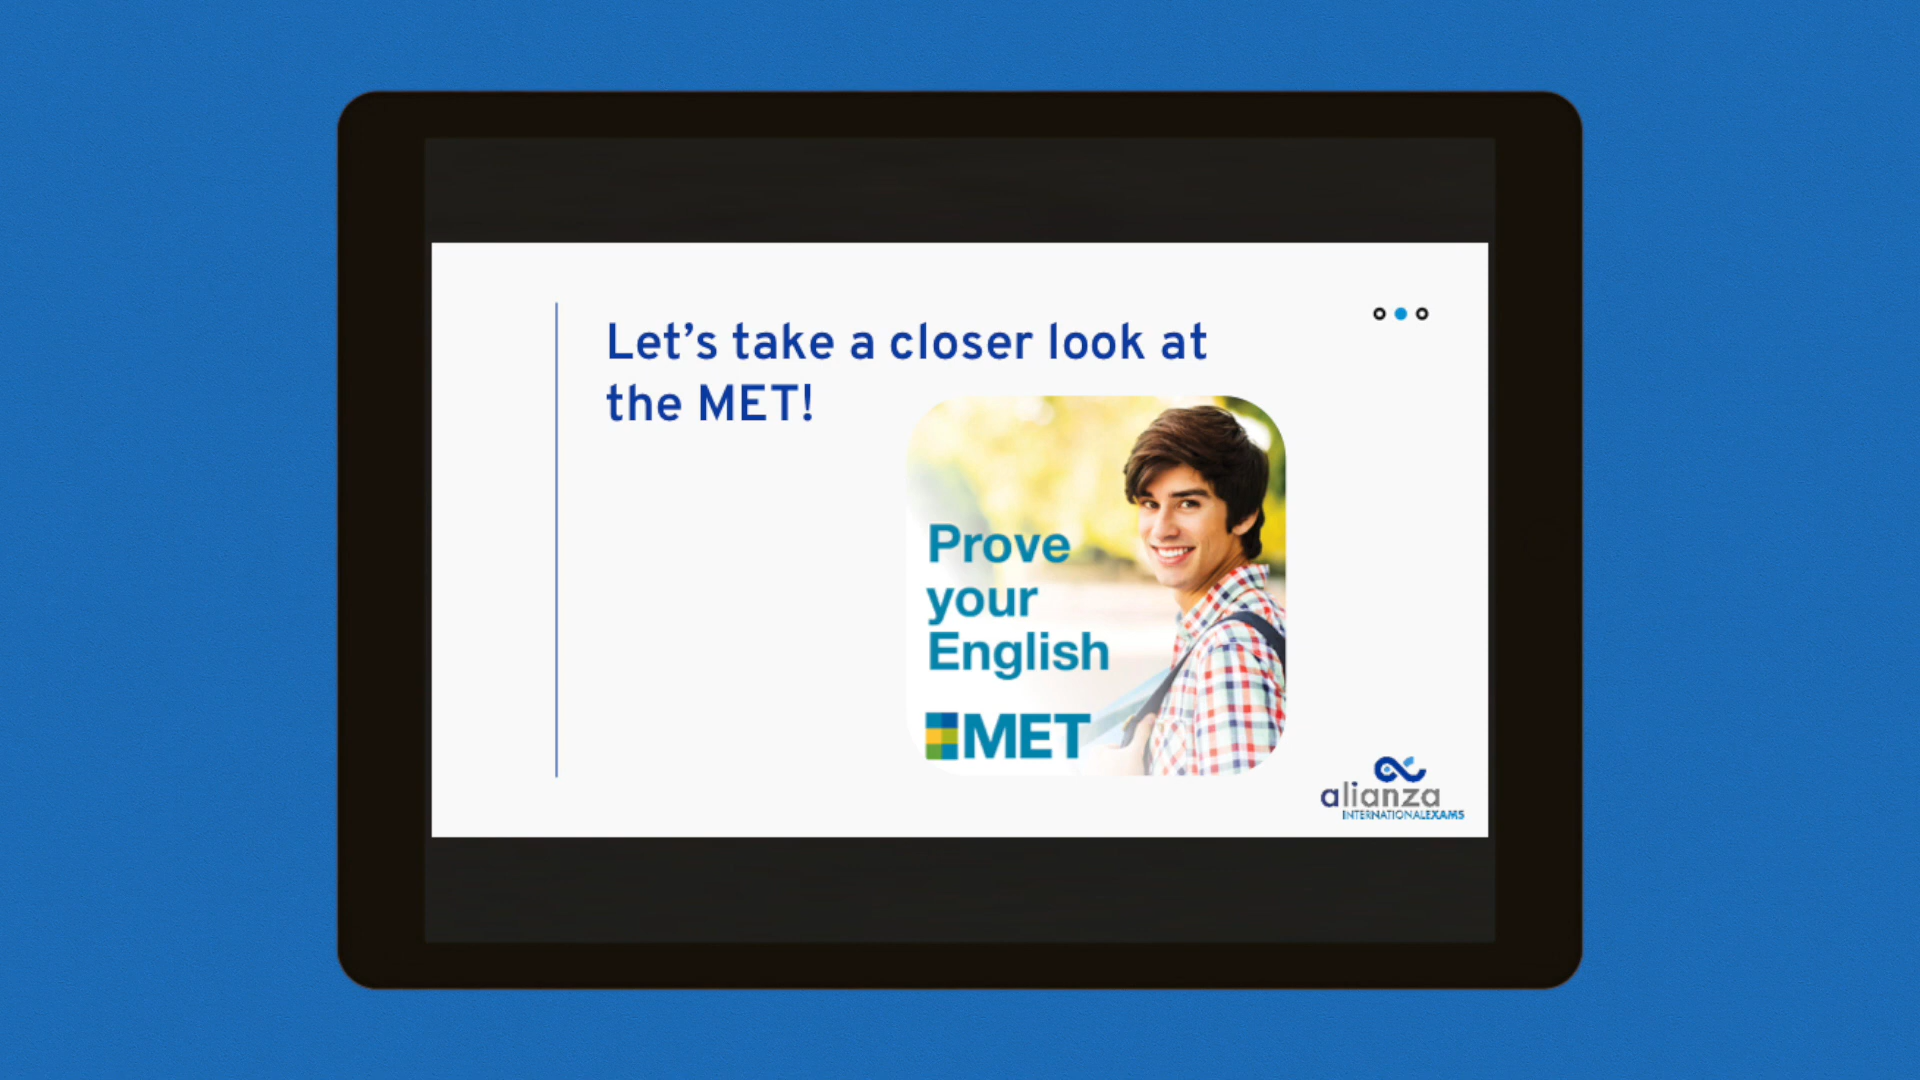 Let’s take a closer look at
the MET!
Prove
your
English
MET
alianza
INTERNATIONALEXAMS